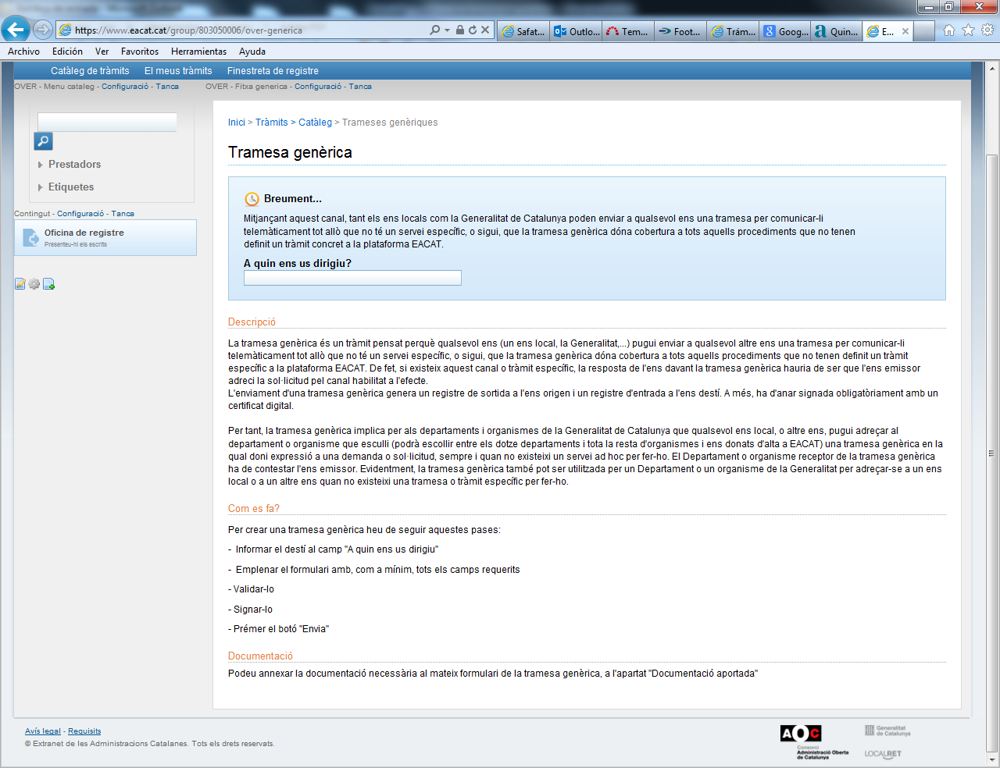 https://www.eacat.cat/group/803050006/over-generica
Safat...
Outlo...
Tem...
Foot...
Trám...
Goog...
Quin...
E...
Archivo Edición Ver Favoritos Herramientas Ayuda
Catàleg de tràmits El meus tràmits Finestreta de registre
OVER - Menu cataleg - Configuració - Tanca
OVER - Fitxa generica - Configuració - Tanca
Prestadors
Etiquetes
Contingut - Configuració - Tanca
Oficina de registre
Presenteu-hi els escrits
Inici > Tràmits > Catàleg > Trameses genèriques
Tramesa genèrica
Breument...
Mitjançant aquest canal, tant els ens locals com la Generalitat de Catalunya poden enviar a qualsevol ens una tramesa per comunicar-li
telemàticament tot allò que no té un servei específic, o sigui, que la tramesa genèrica dóna cobertura a tots aquells procediments que no tenen
definit un tràmit concret a la plataforma EACAT.
A quin ens us dirigiu?
Descripció
La tramesa genèrica és un tràmit pensat perquè qualsevol ens (un ens local, la Generalitat,...) pugui enviar a qualsevol altre ens una tramesa per comunicar-li
telemàticament tot allò que no té un servei específic, o sigui, que la tramesa genèrica dóna cobertura a tots aquells procediments que no tenen definit un tràmit
específic a la plataforma EACAT. De fet, si existeix aquest canal o tràmit específic, la resposta de l'ens davant la tramesa genèrica hauria de ser que l'ens emissor
adreci la sol·licitud pel canal habilitat a l'efecte.
L'enviament d'una tramesa genèrica genera un registre de sortida a l'ens origen i un registre d'entrada a l'ens destí. A més, ha d'anar signada obligatòriament amb un
certificat digital.
Per tant, la tramesa genèrica implica per als departaments i organismes de la Generalitat de Catalunya que qualsevol ens local, o altre ens, pugui adreçar al
departament o organisme que esculli (podrà escollir entre els dotze departaments i tota la resta d'organismes i ens donats d'alta a EACAT) una tramesa genèrica en la
qual doni expressió a una demanda o sol·licitud, sempre i quan no existeixi un servei ad hoc per fer-ho. El Departament o organisme receptor de la tramesa genèrica
ha de contestar l'ens emissor. Evidentment, la tramesa genèrica també pot ser utilitzada per un Departament o un organisme de la Generalitat per adreçar-se a un ens
local o a un altre ens quan no existeixi una tramesa o tràmit específic per fer-ho.
Com es fa?
Per crear una tramesa genèrica heu de seguir aquestes pases:
- Informar el destí al camp "A quin ens us dirigiu"
- Emplenar el formulari amb, com a mínim, tots els camps requerits
- Validar-lo
- Signar-lo
- Prémer el botó "Envia"
Documentació
Podeu annexar la documentació necessària al mateix formulari de la tramesa genèrica, a l'apartat "Documentació aportada"
Avís legal - Requisits
© Extranet de les Administracions Catalanes. Tots els drets reservats.
AOC
Consorci
Administració Oberta
de Catalunya
Generalitat
de Catalunya
LOCALRET